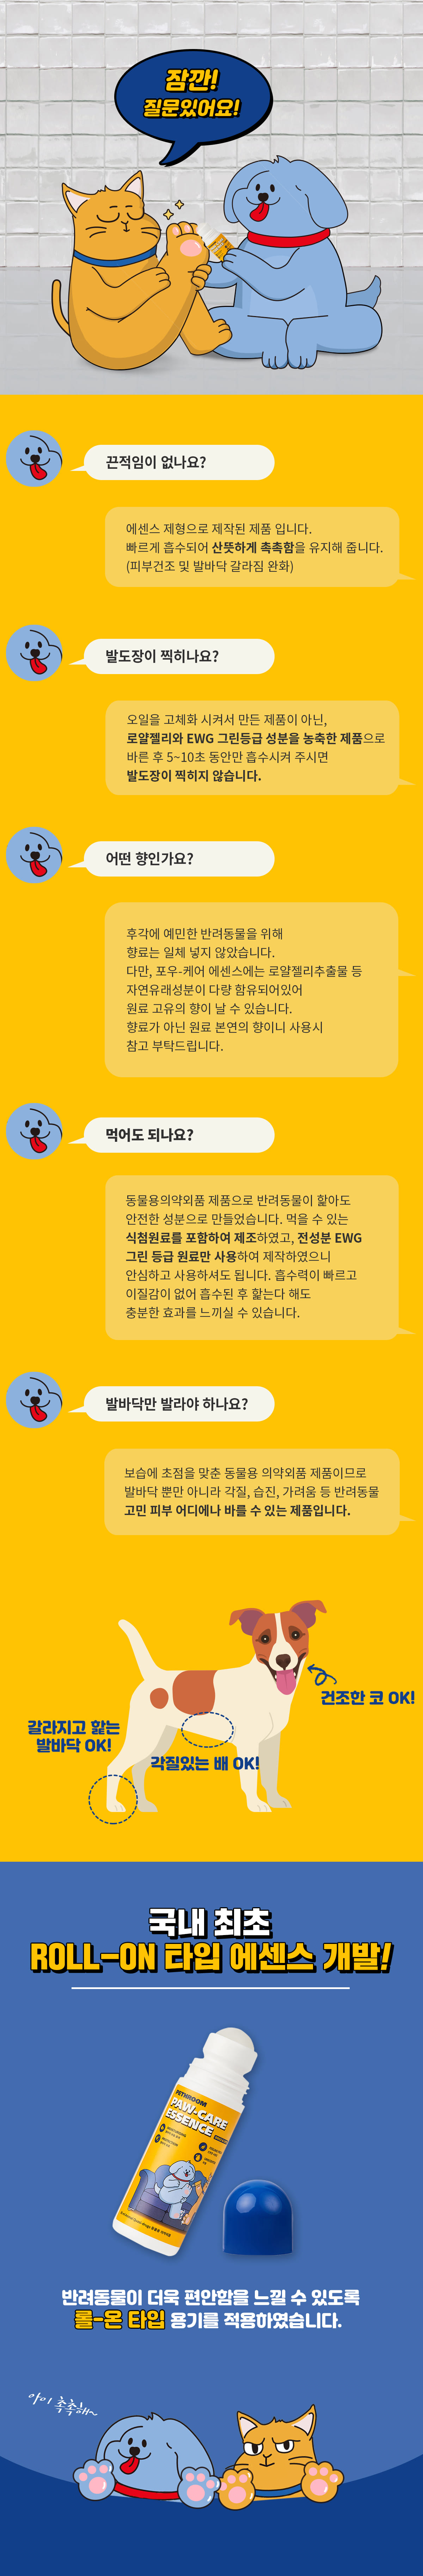 잠깐!
질문있어요!
끈적임이 없나요?
에센스 제형으로 제작된 제품 입니다.
빠르게 흡수되어 산뜻하게 촉촉함을 유지해 줍니다.
(피부건조 및 발바닥 갈라짐 완화)
발도장이 찍히나요?
오일을 고체화 시켜서 만든 제품이 아닌,
로얄젤리와 EWG 그린등급 성분을 농축한 제품으로
바른 후 5~10초 동안만 흡수시켜 주시면
발도장이 찍히지 않습니다.
어떤 향인가요?
후각에 예민한 반려동물을 위해
향료는 일체 넣지 않았습니다.
다만, 포우-케어 에센스에는 로얄젤리추출물 등
자연유래성분이 다량 함유되어있어
원료 고유의 향이 날 수 있습니다.
향료가 아닌 원료 본연의 향이니 사용시
참고 부탁드립니다.
먹어도 되나요?
동물용의약외품 제품으로 반려동물이 핥아도
안전한 성분으로 만들었습니다. 먹을 수 있는
식첨원료를 포함하여 제조하였고, 전성분 EWG
그린 등급 원료만 사용하여 제작하였으니
안심하고 사용하셔도 됩니다. 흡수력이 빠르고
이질감이 없어 흡수된 후 핥는다 해도
충분한 효과를 느끼실 수 있습니다.
발바닥만 발라야 하나요?
보습에 초점을 맞춘 동물용 의약외품 제품이므로
발바닥 뿐만 아니라 각질, 습진, 가려움 등 반려동물
고민 피부 어디에나 바를 수 있는 제품입니다.
건조한 코 OK!
갈라지고 핥는
발바닥 OK!
각질있는 배 OK!
국내 최초
ROLL-ON 타입 에센스 개발!
PETHROOM
PAW-CARE
ESSENCE
반려동물이 더욱 편안함을 느낄 수 있도록
롤-온 타입 용기를 적용하였습니다.
아이 촉촉해~